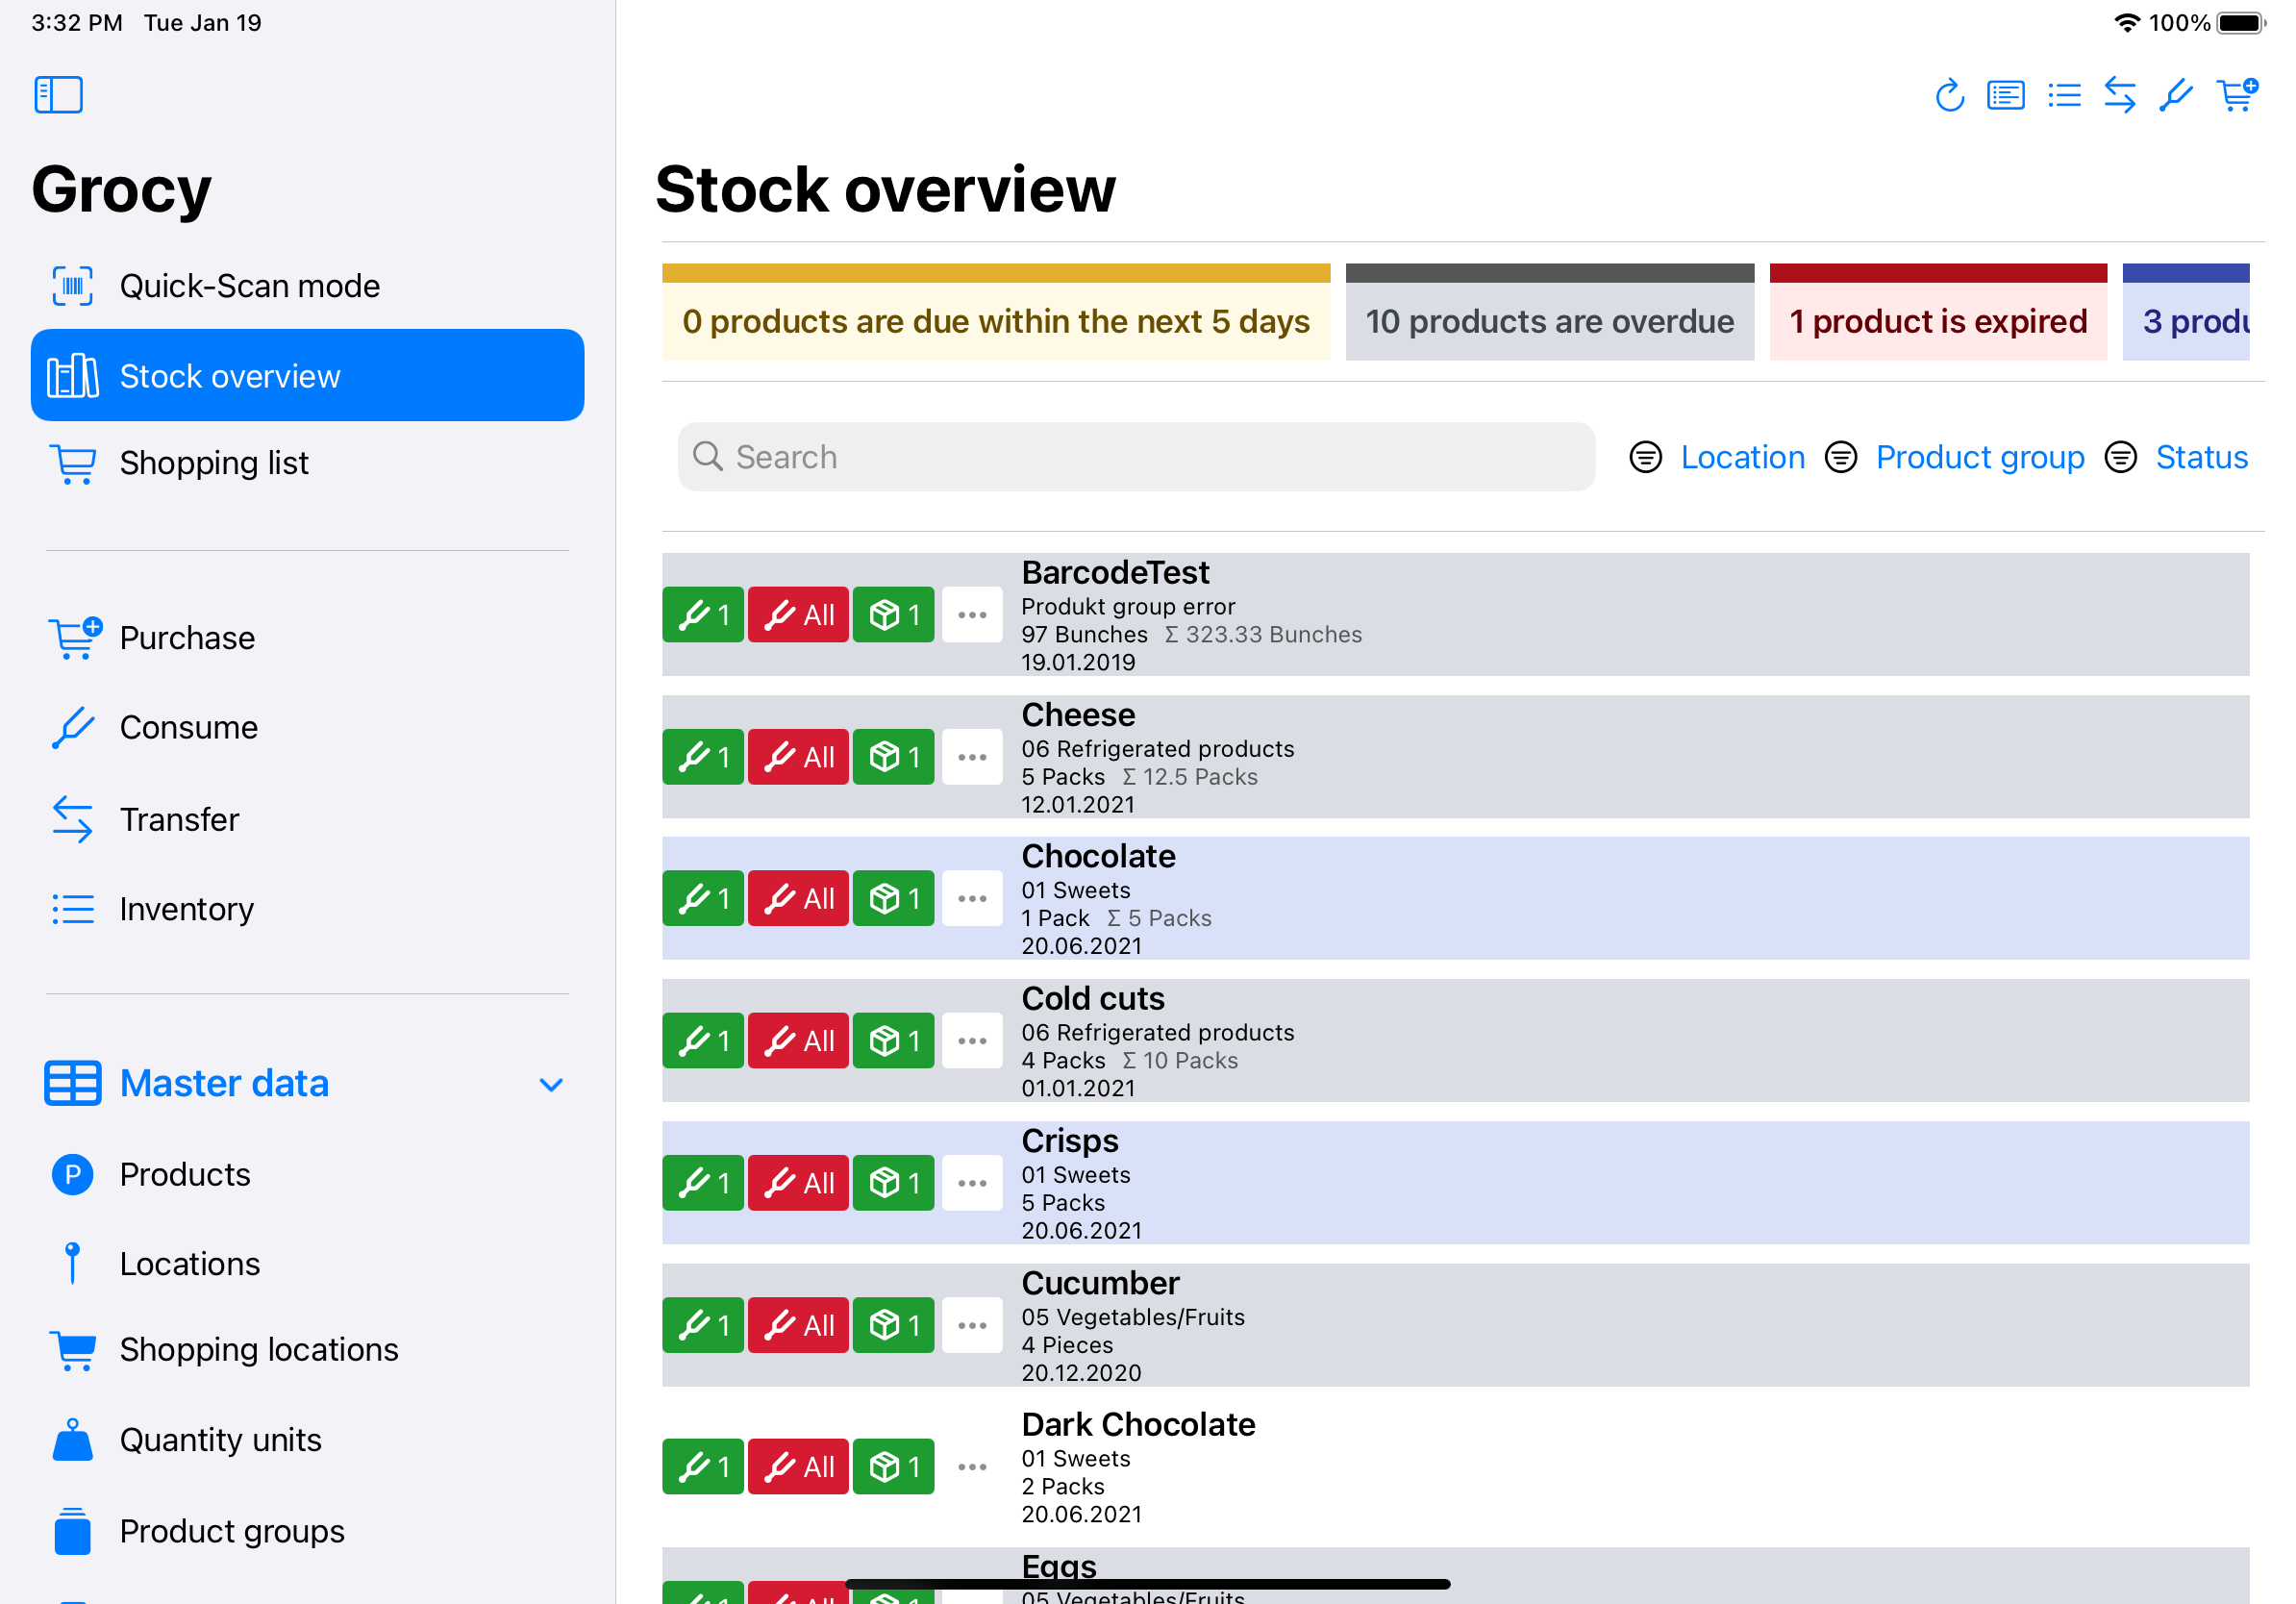 3:32 PM Tue Jan 19
100%
Grocy
Quick-Scan mode
Stock overview
Shopping list
Purchase
Consume
Transfer
Inventory
Master data
P Products
Locations
Shopping locations
Quantity units
Product groups
Stock overview
0 products are due within the next 5 days
10 products are overdue
1 product is expired
3 produ
Search
Location
Product group
Status
1 All 1 ...
BarcodeTest
Produkt group error
97 Bunches Σ 323.33 Bunches
19.01.2019
1 All 1 ...
Cheese
06 Refrigerated products
5 Packs Σ 12.5 Packs
12.01.2021
1 All 1 ...
Chocolate
01 Sweets
1 Pack Σ 5 Packs
20.06.2021
1 All 1 ...
Cold cuts
06 Refrigerated products
4 Packs Σ 10 Packs
01.01.2021
1 All 1 ...
Crisps
01 Sweets
5 Packs
20.06.2021
1 All 1 ...
Cucumber
05 Vegetables/Fruits
4 Pieces
20.12.2020
1 All 1 ...
Dark Chocolate
01 Sweets
2 Packs
20.06.2021
1 All 1
Eggs
05 Vegetables/Fruits